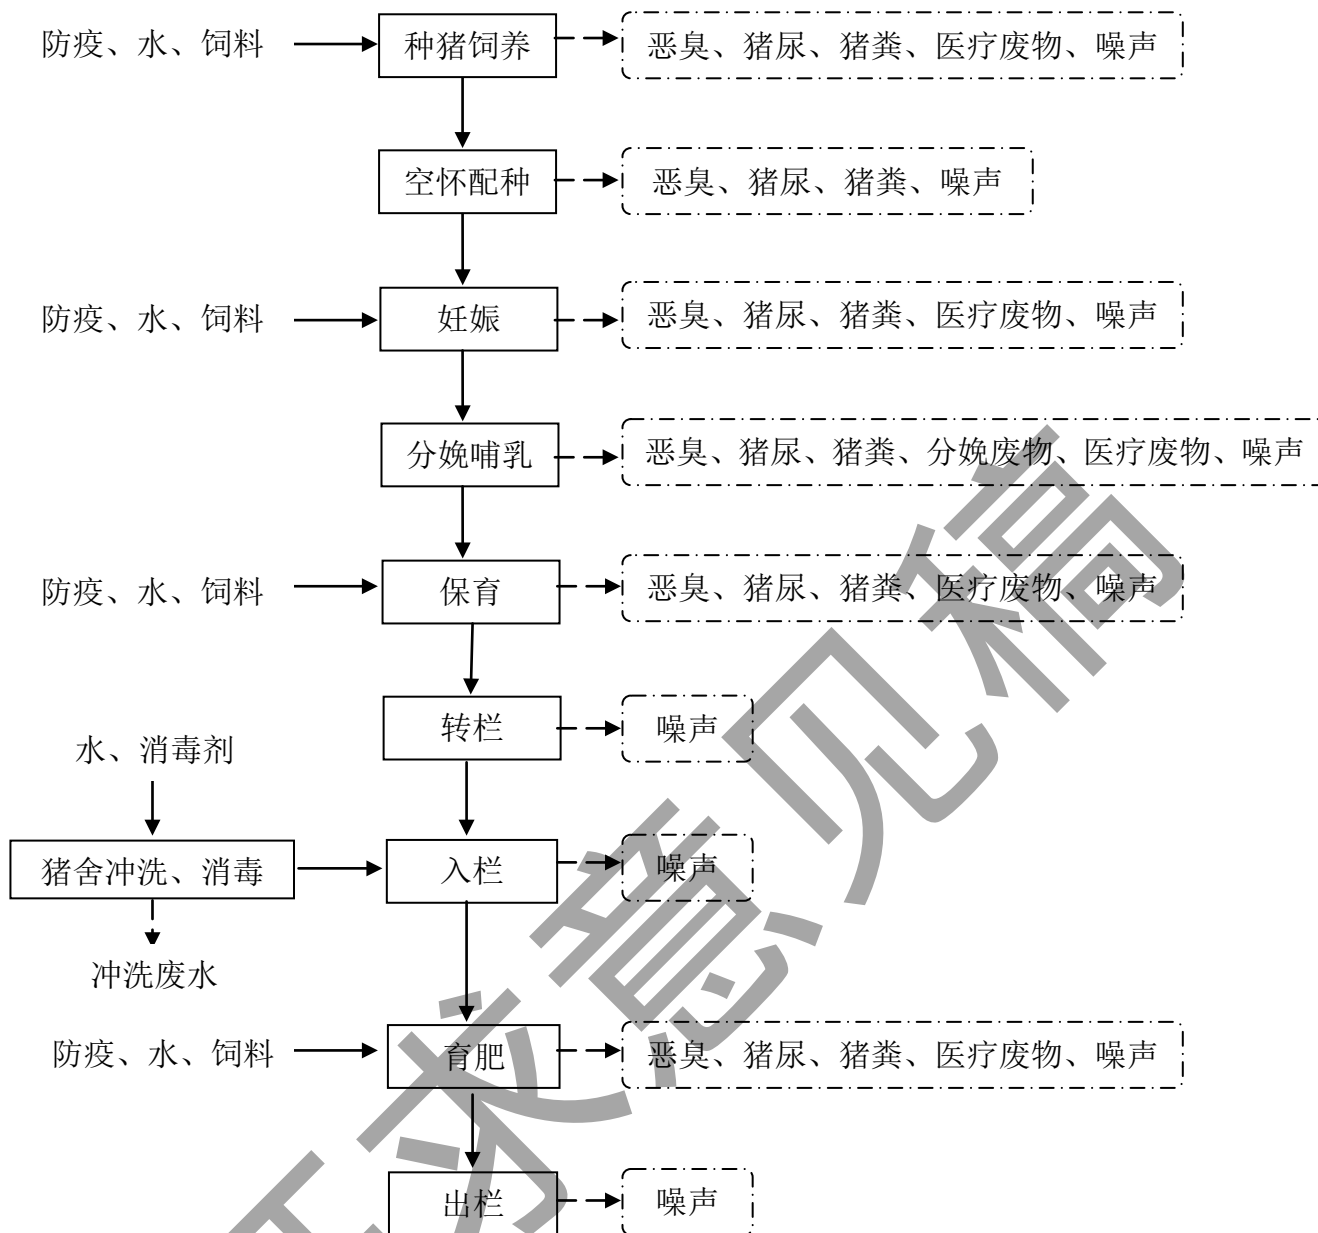 防疫、水、饲料 种猪饲养 恶臭、猪尿、猪粪、医疗废物、噪声
空怀配种 恶臭、猪尿、猪粪、噪声
防疫、水、饲料 妊娠 恶臭、猪尿、猪粪、医疗废物、噪声
分娩哺乳 恶臭、猪尿、猪粪、分娩废物、医疗废物、噪声
防疫、水、饲料 保育 恶臭、猪尿、猪粪、医疗废物、噪声
转栏 噪声
水、消毒剂
猪舍冲洗、消毒 入栏 噪声
冲洗废水
防疫、水、饲料 育肥 恶臭、猪尿、猪粪、医疗废物、噪声
出栏 噪声
求意见稿